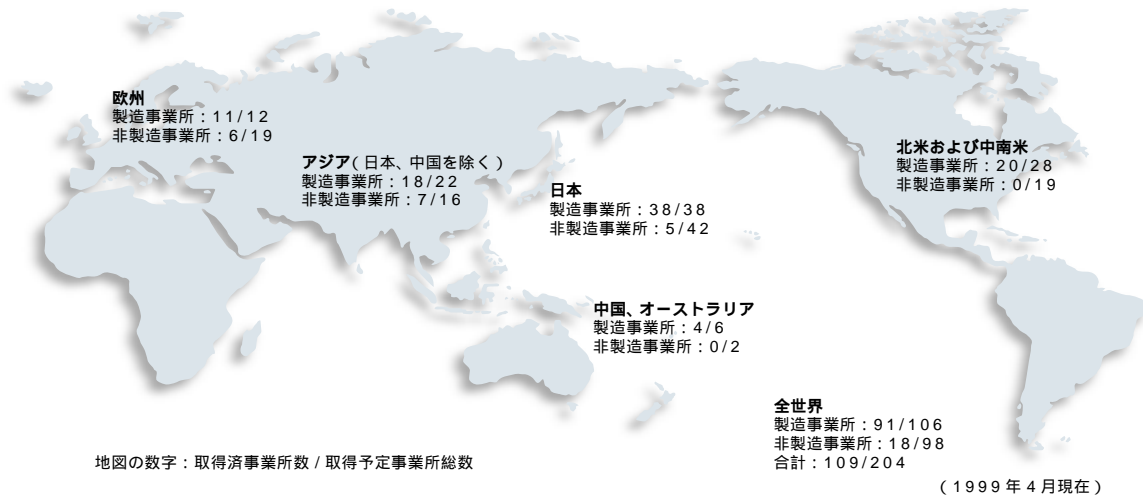 欧州
製造事業所：11/12
非製造事業所：6/19
アジア（日本、中国を除く）
製造事業所：18/22
非製造事業所：7/16
日本
製造事業所：38/38
非製造事業所：5/42
北米および中南米
製造事業所：20/28
非製造事業所：0/19
中国、オーストラリア
製造事業所：4/6
非製造事業所：0/2
全世界
製造事業所：91/106
非製造事業所：18/98
合計：109/204
地図の数字：取得済事業所数 / 取得予定事業所総数
（1999年4月現在）